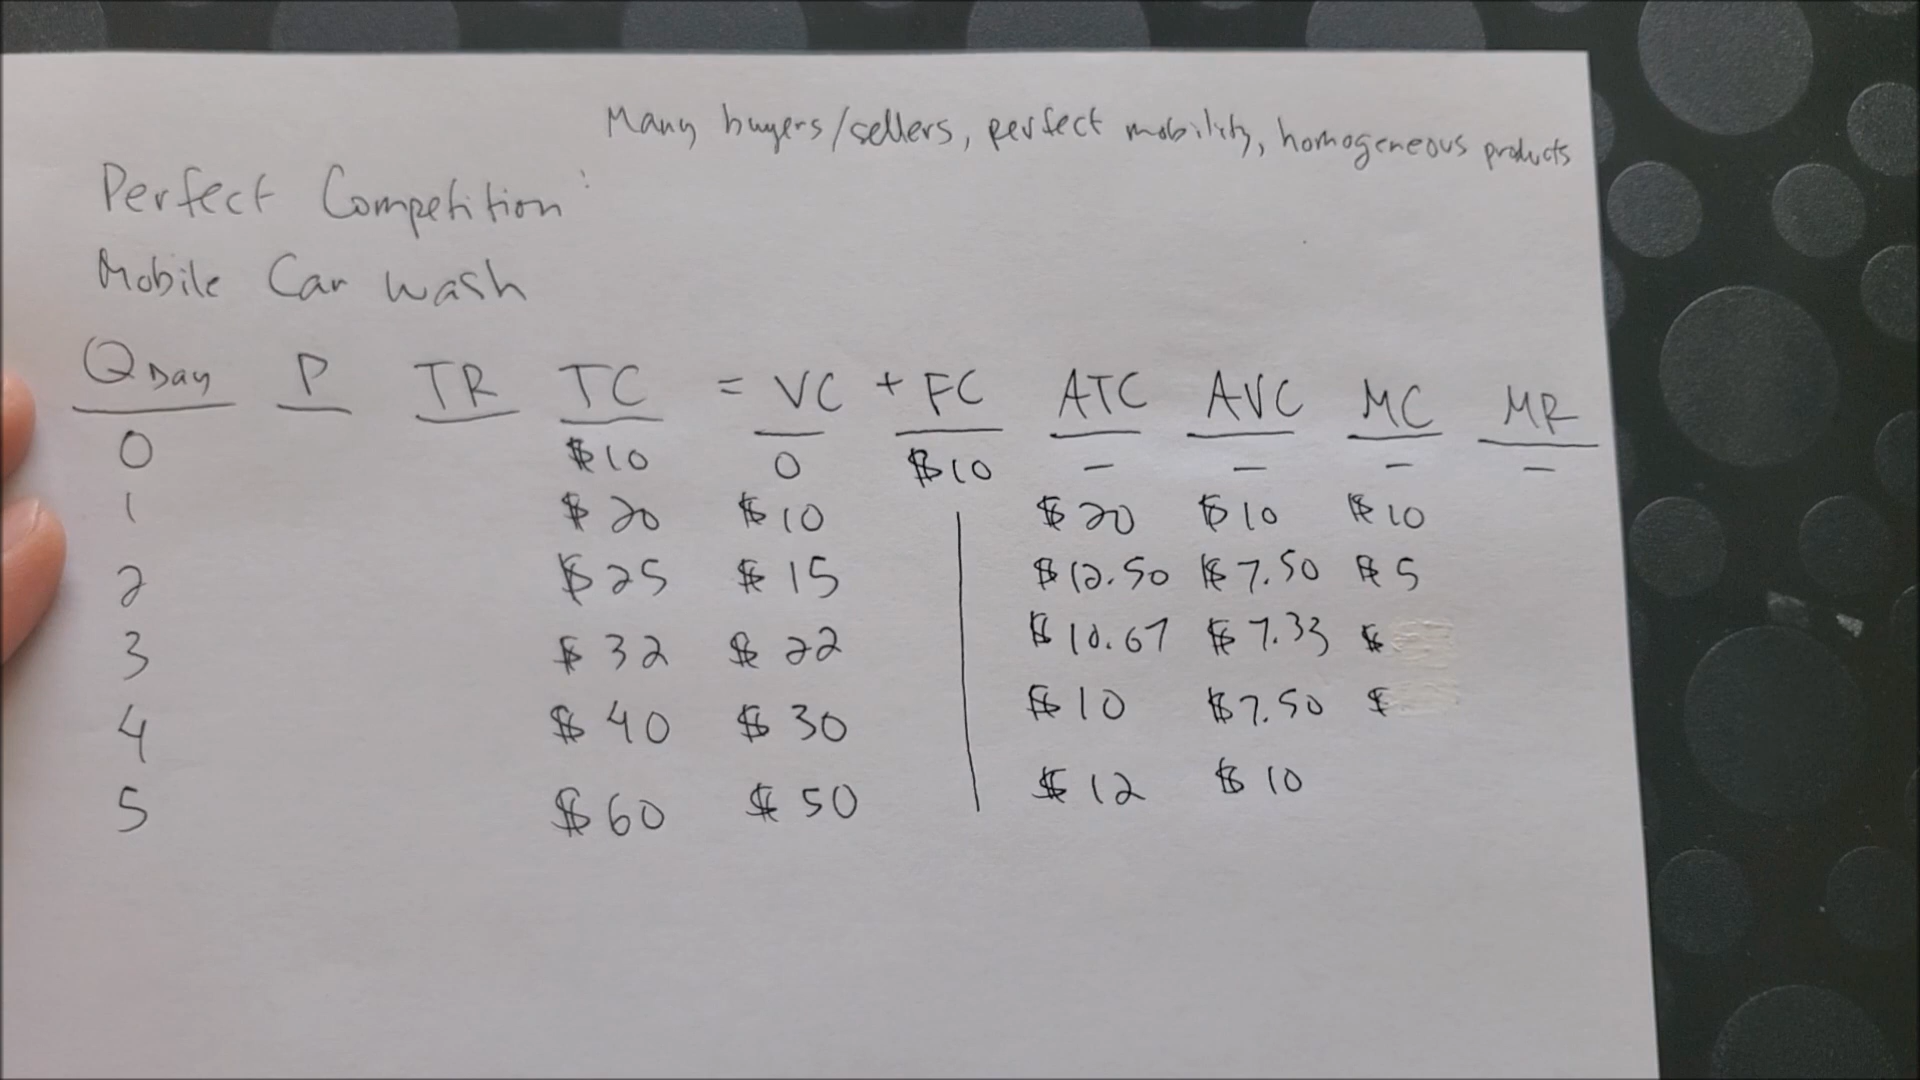 Many buyers/sellers, perfect mobility, homogeneous products
Perfect Competition:
Mobile Car wash
Q Day P TR TC = VC + FC ATC AVC MC MR
0 $10 0 $10 – – – –
1 $20 $10 $20 $10 $10
2 $25 $15 $12.50 $7.50 $5
3 $32 $22 $10.67 $7.33 $
4 $40 $30 $10 $7.50 $
5 $60 $50 $12 $10